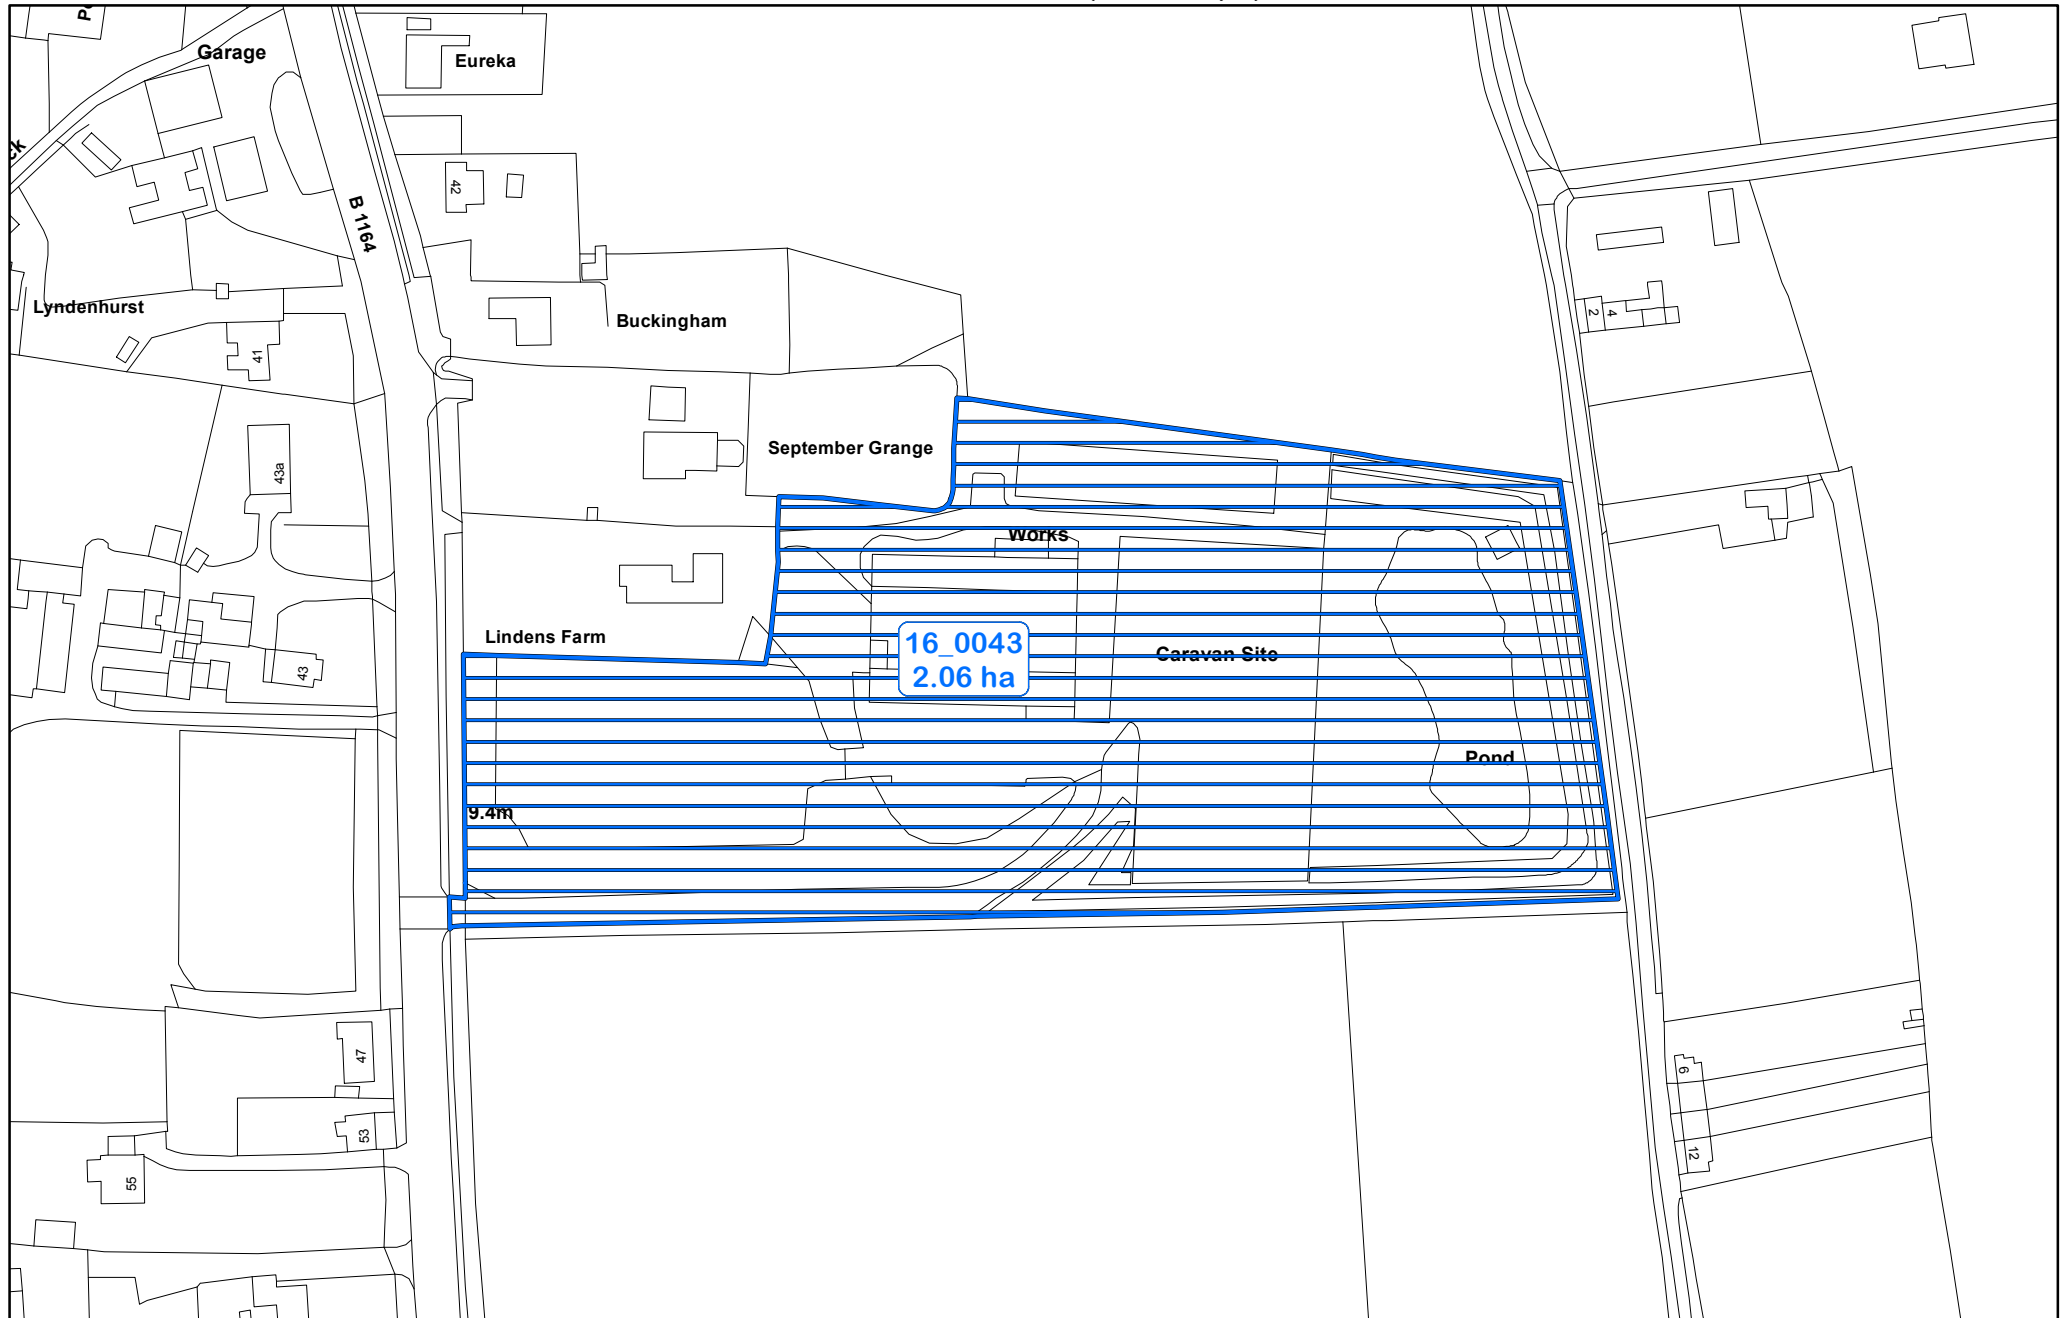 Garage
Eureka
42
B 1164
Lyndenhurst
Buckingham
41
2
4
September Grange
43a
Works
Lindens Farm
16_0043
2.06 ha
Caravan Site
43
Pond
9.4m
47
6
53
12
55